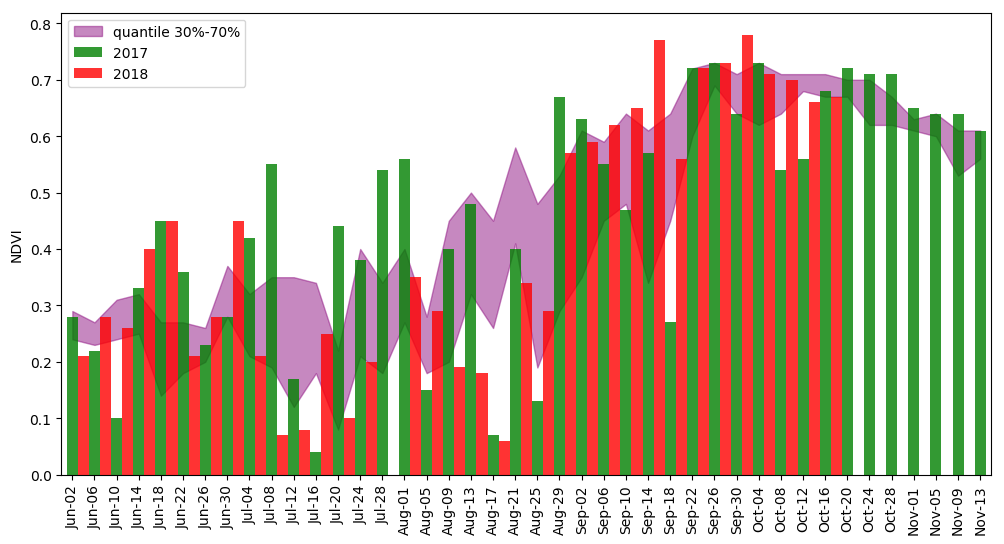 quantile 30%-70%
2017
2018
NDVI
0.8
0.7
0.6
0.5
0.4
0.3
0.2
0.1
0.0
Jun-02
Jun-06
Jun-10
Jun-14
Jun-18
Jun-22
Jun-26
Jun-30
Jul-04
Jul-08
Jul-12
Jul-16
Jul-20
Jul-24
Jul-28
Aug-01
Aug-05
Aug-09
Aug-13
Aug-17
Aug-21
Aug-25
Aug-29
Sep-02
Sep-06
Sep-10
Sep-14
Sep-18
Sep-22
Sep-26
Sep-30
Oct-04
Oct-08
Oct-12
Oct-16
Oct-20
Oct-24
Oct-28
Nov-01
Nov-05
Nov-09
Nov-13